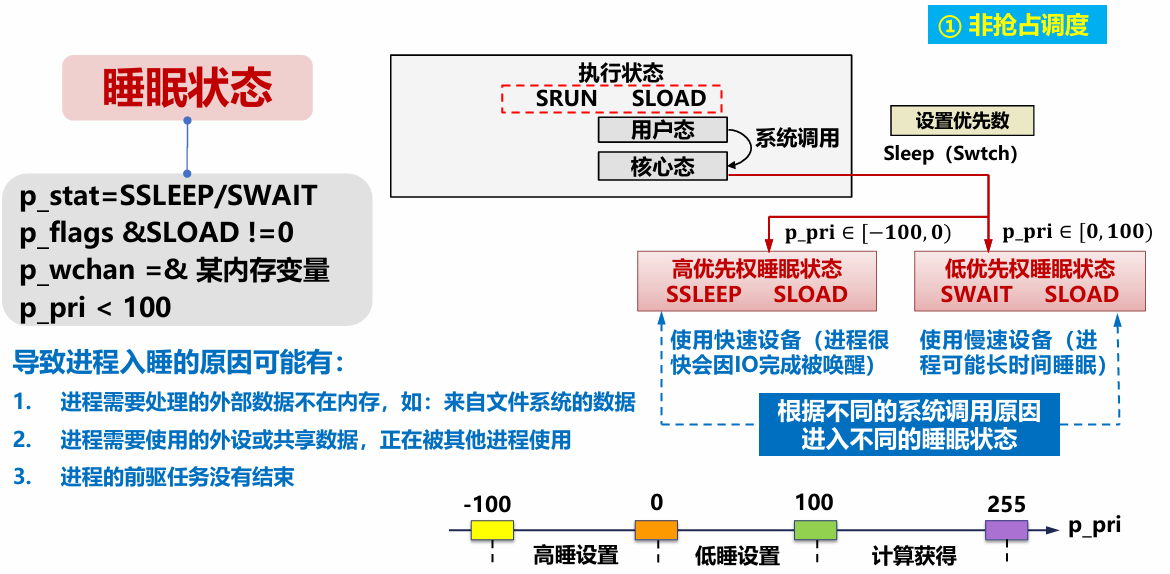 ① 非抢占调度
睡眠状态
p_stat=SSLEEP/SWAIT
p_flags &SLOAD !=0
p_wchan =& 某内存变量
p_pri < 100
执行状态
SRUN SLOAD
用户态
核心态
系统调用
设置优先数
Sleep（Swtch）
p_pri ∈ [−100, 0)
p_pri ∈ [0, 100)
高优先权睡眠状态
SSLEEP SLOAD
低优先权睡眠状态
SWAIT SLOAD
使用快速设备（进程很
快会因IO完成被唤醒）
使用慢速设备（进
程可能长时间睡眠）
根据不同的系统调用原因
进入不同的睡眠状态
导致进程入睡的原因可能有：
1. 进程需要处理的外部数据不在内存，如：来自文件系统的数据
2. 进程需要使用的外设或共享数据，正在被其他进程使用
3. 进程的前驱任务没有结束
-100 0 100 255
p_pri
高睡设置 低睡设置 计算获得